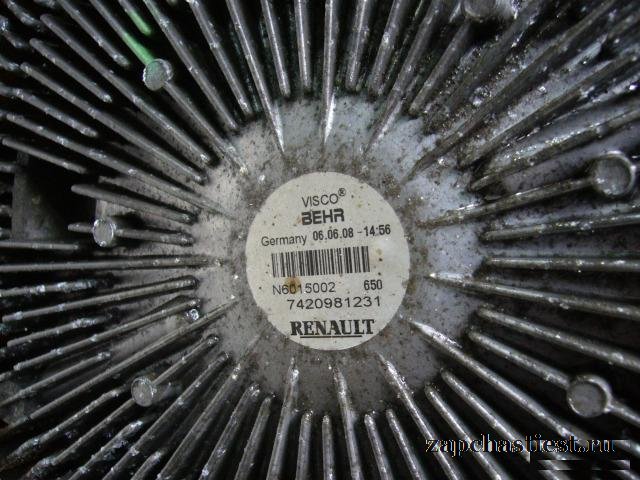 VISCO®
BEHR
Germany 06.06.08 - 14:56
N6015002 650
7420981231
RENAULT
zapchastiest.ru